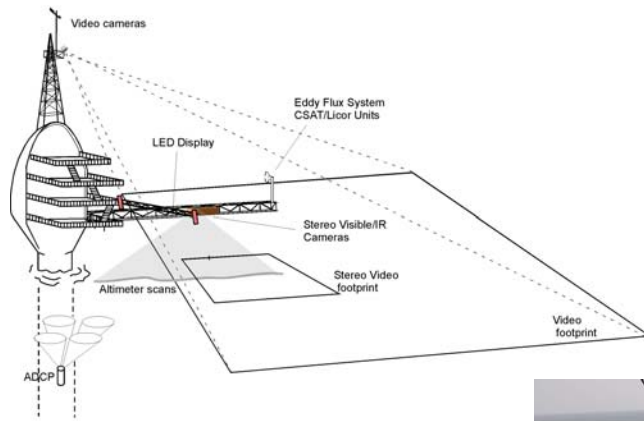 Video cameras
Eddy Flux System
CSAT/Licor Units
LED Display
Stereo Visible/IR
Cameras
Altimeter scans
Stereo Video
footprint
Video
footprint
ADCP